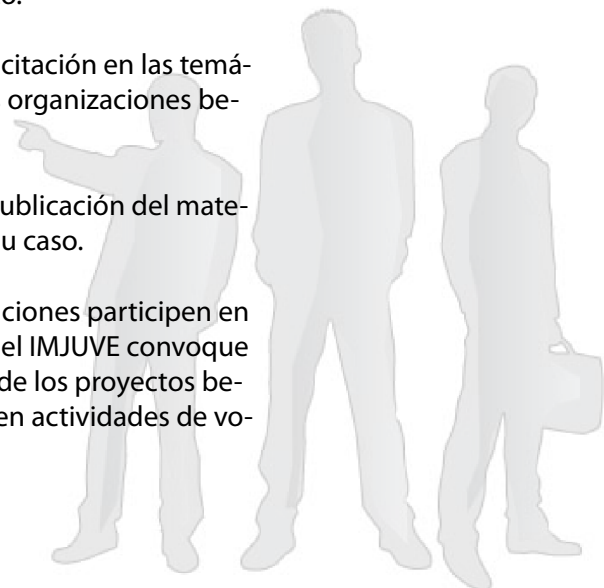 o.
citación en las temá-
organizaciones be-
ublicación del mate-
u caso.
ciones participen en
el IMJUVE convoque
de los proyectos be-
en actividades de vo-